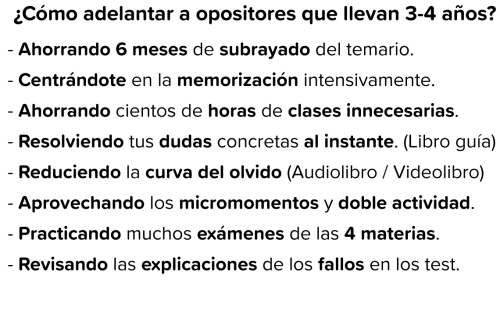 ¿Cómo adelantar a opositores que llevan 3-4 años?
- Ahorrando 6 meses de subrayado del temario.
- Centrándote en la memorización intensivamente.
- Ahorrando cientos de horas de clases innecesarias.
- Resolviendo tus dudas concretas al instante. (Libro guía)
- Reduciendo la curva del olvido (Audiolibro / Videolibro)
- Aprovechando los micromomentos y doble actividad.
- Practicando muchos exámenes de las 4 materias.
- Revisando las explicaciones de los fallos en los test.